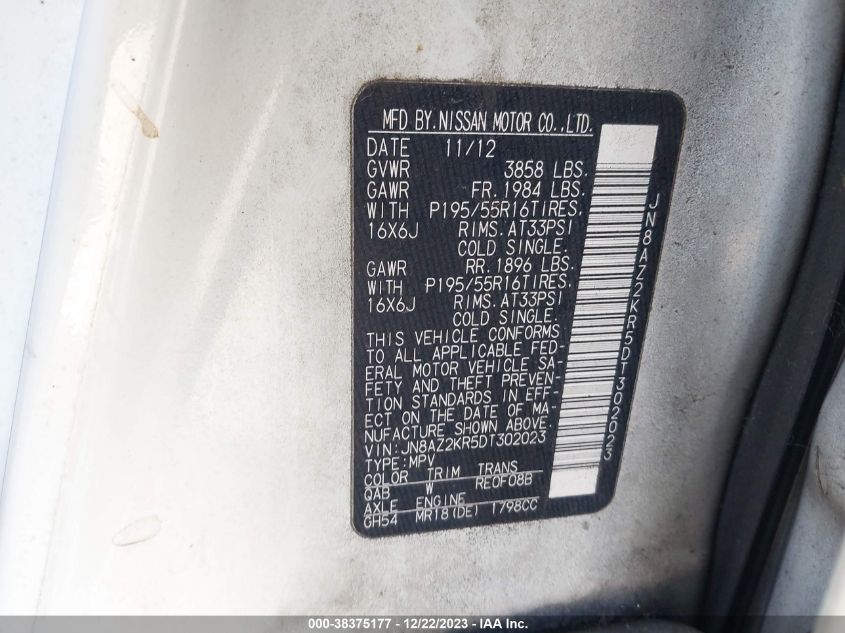 MFD BY.NISSAN MOTOR CO.,LTD.
DATE 11/12
GVWR 3858 LBS.
GAWR FR.1984 LBS.
WITH P195/55R16TIRES.
16X6J RIMS.AT33PSI
COLD SINGLE.
GAWR RR.1896 LBS.
WITH P195/55R16TIRES.
16X6J RIMS.AT33PSI
COLD SINGLE.
THIS VEHICLE CONFORMS
TO ALL APPLICABLE FED-
ERAL MOTOR VEHICLE SA-
FETY AND THEFT PREVEN-
TION STANDARDS IN EFF-
ECT ON THE DATE OF MA-
NUFACTURE SHOWN ABOVE.
VIN:JN8AZ2KR5DT302023
TYPE:MPV
COLOR TRIM TRANS
QAB W RE0F08B
AXLE ENGINE
GH54 MR18(DE) 1798CC
JN8AZ2KR5DT302023
000-38375177 - 12/22/2023 - IAA Inc.